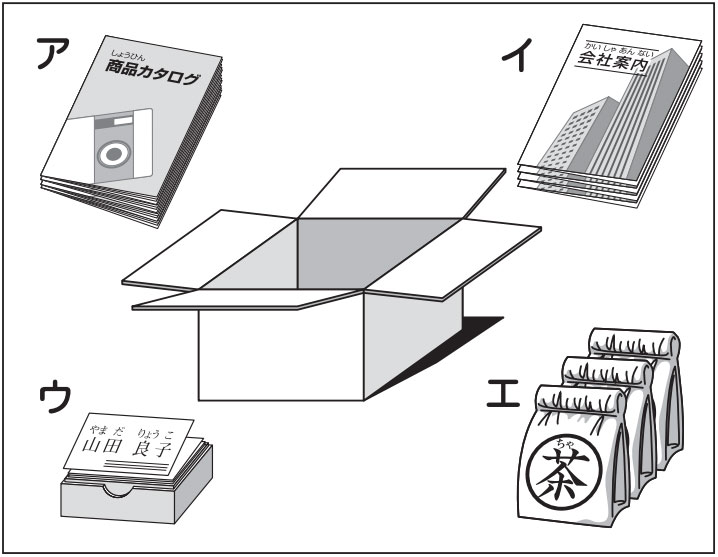 ア
しょうひん
商品カタログ
イ
かいしゃあんない
会社案内
ウ
やまだ りょうこ
山田 良子
エ
ちゃ
茶